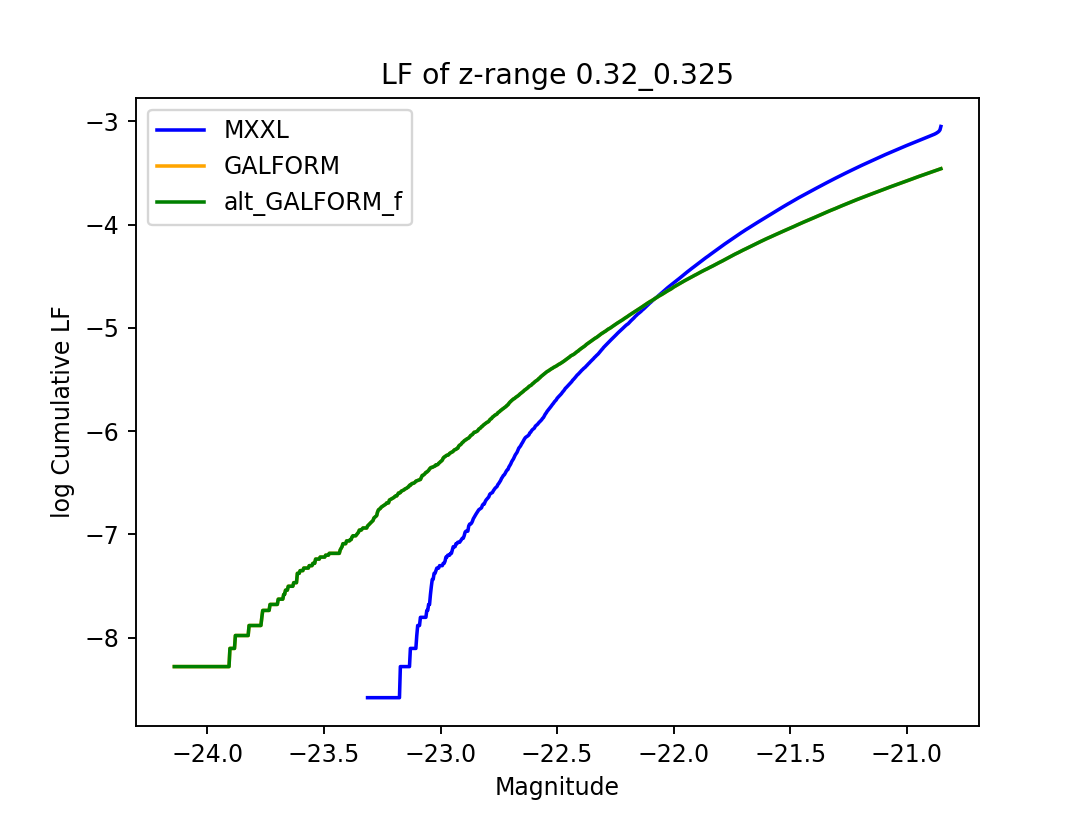 LF of z-range 0.32_0.325
MXXL
GALFORM
alt_GALFORM_f
−3
−4
−5
−6
−7
−8
log Cumulative LF
−24.0
−23.5
−23.0
−22.5
−22.0
−21.5
−21.0
Magnitude